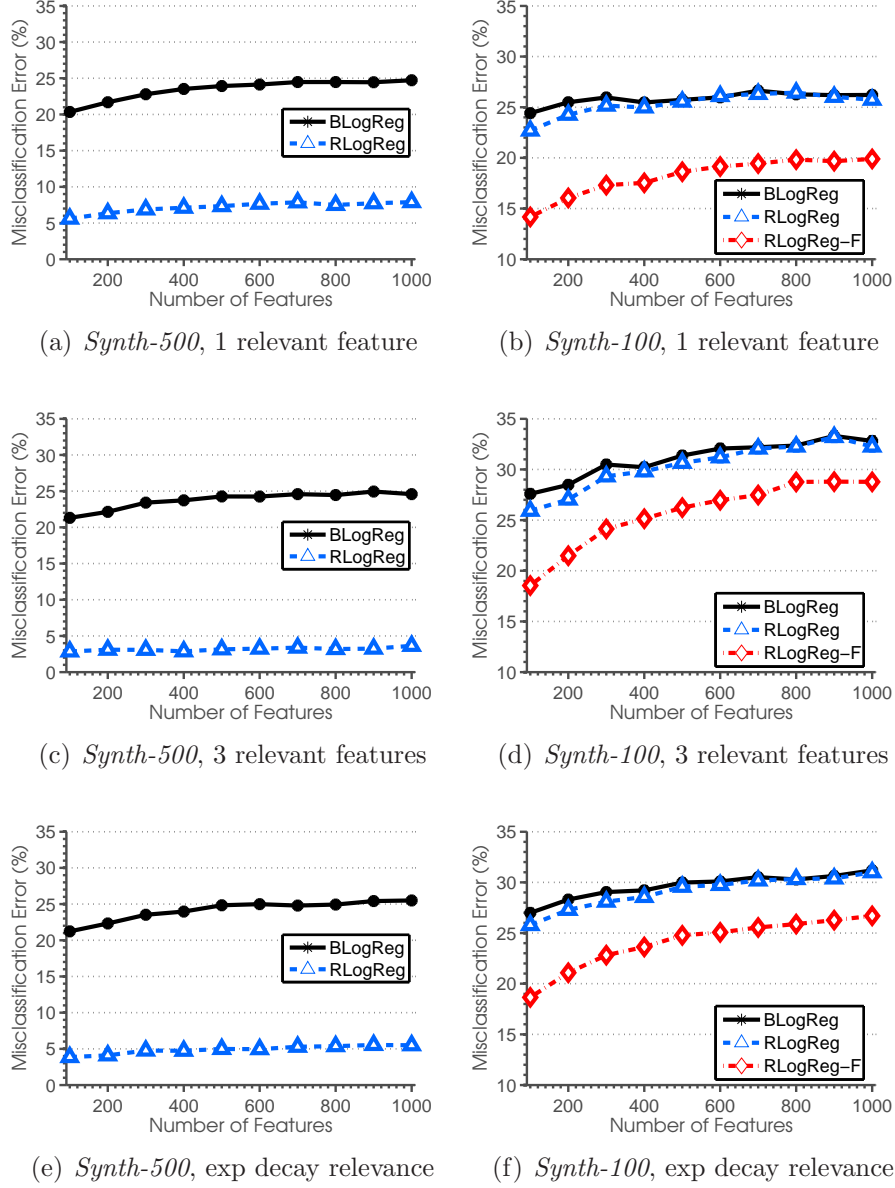 Misclassification Error (%)
35
30
25
20
15
10
5
0
200 400 600 800 1000
Number of Features
BLogReg
RLogReg
(a) Synth-500, 1 relevant feature
Misclassification Error (%)
35
30
25
20
15
10
200 400 600 800 1000
Number of Features
BLogReg
RLogReg
RLogReg-F
(b) Synth-100, 1 relevant feature
Misclassification Error (%)
35
30
25
20
15
10
5
0
200 400 600 800 1000
Number of Features
BLogReg
RLogReg
(c) Synth-500, 3 relevant features
Misclassification Error (%)
35
30
25
20
15
10
200 400 600 800 1000
Number of Features
BLogReg
RLogReg
RLogReg-F
(d) Synth-100, 3 relevant features
Misclassification Error (%)
35
30
25
20
15
10
5
0
200 400 600 800 1000
Number of Features
BLogReg
RLogReg
(e) Synth-500, exp decay relevance
Misclassification Error (%)
35
30
25
20
15
10
200 400 600 800 1000
Number of Features
BLogReg
RLogReg
RLogReg-F
(f) Synth-100, exp decay relevance